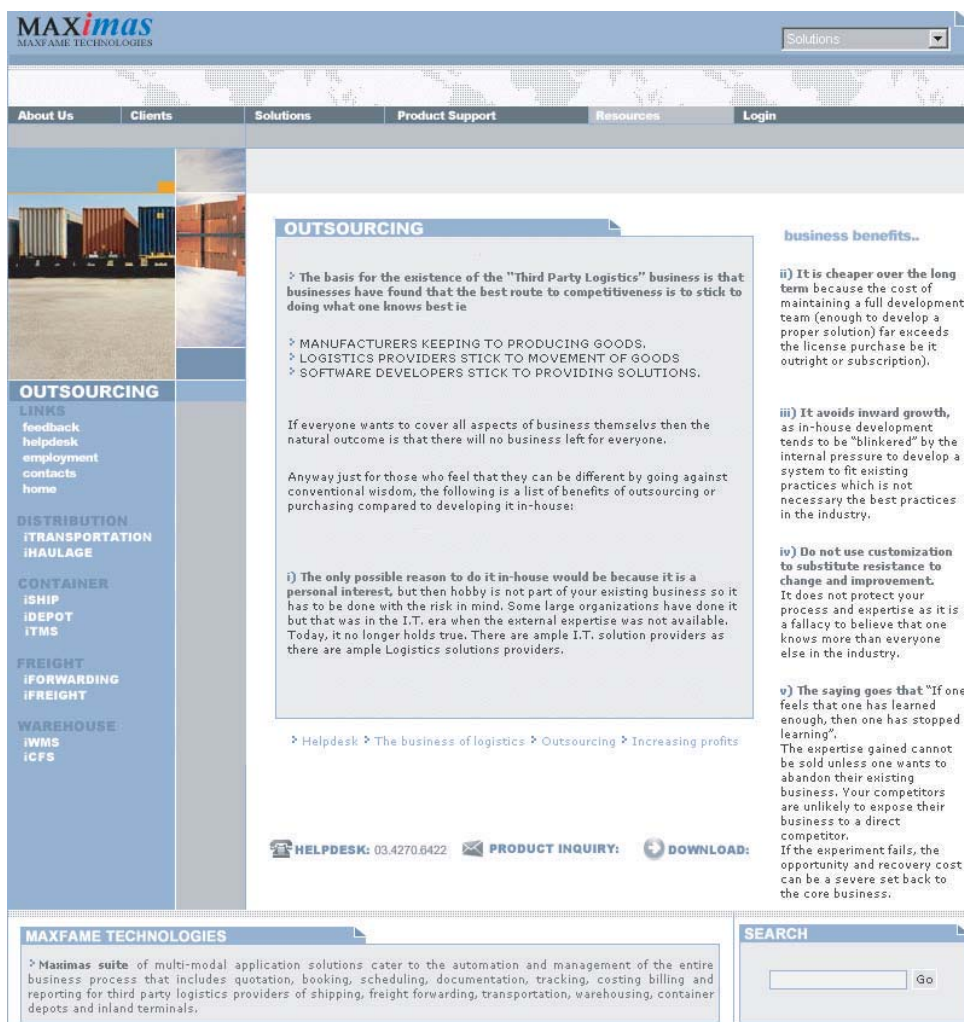 MAXimas
MAXFAME TECHNOLOGIES
Solutions
About Us
Clients
Solutions
Product Support
Resources
Login
OUTSOURCING
LINKS
feedback
helpdesk
employment
contacts
home
DISTRIBUTION
iTRANSPORTATION
iHAULAGE
CONTAINER
iSHIP
iDEPOT
iTMS
FREIGHT
iFORWARDING
iFREIGHT
WAREHOUSE
iWMS
iCFS
OUTSOURCING
The basis for the existence of the "Third Party Logistics" business is that
businesses have found that the best route to competitiveness is to stick to
doing what one knows best ie
MANUFACTURERS KEEPING TO PRODUCING GOODS.
LOGISTICS PROVIDERS STICK TO MOVEMENT OF GOODS
SOFTWARE DEVELOPERS STICK TO PROVIDING SOLUTIONS.
If everyone wants to cover all aspects of business themselvs then the
natural outcome is that there will no business left for everyone.
Anyway just for those who feel that they can be different by going against
conventional wisdom, the following is a list of benefits of outsourcing or
purchasing compared to developing it in-house:
i) The only possible reason to do it in-house would be because it is a
personal interest, but then hobby is not part of your existing business so it
has to be done with the risk in mind. Some large organizations have done it
but that was in the I.T. era when the external expertise was not available.
Today, it no longer holds true. There are ample I.T. solution providers as
there are ample Logistics solutions providers.
Helpdesk The business of logistics Outsourcing Increasing profits
HELPDESK: 03.4270.6422 PRODUCT INQUIRY: DOWNLOAD:
business benefits..
ii) It is cheaper over the long
term because the cost of
maintaining a full development
team (enough to develop a
proper solution) far exceeds
the license purchase be it
outright or subscription).
iii) It avoids inward growth,
as in-house development
tends to be "blinkered" by the
internal pressure to develop a
system to fit existing
practices which is not
necessary the best practices
in the industry.
iv) Do not use customization
to substitute resistance to
change and improvement.
It does not protect your
process and expertise as it is
a fallacy to believe that one
knows more than everyone
else in the industry.
v) The saying goes that "If one
feels that one has learned
enough, then one has stopped
learning".
The expertise gained cannot
be sold unless one wants to
abandon their existing
business. Your competitors
are unlikely to expose their
business to a direct
competitor.
If the experiment fails, the
opportunity and recovery cost
can be a severe set back to
the core business.
MAXFAME TECHNOLOGIES
Maximas suite of multi-modal application solutions cater to the automation and management of the entire
business process that includes quotation, booking, scheduling, documentation, tracking, costing billing and
reporting for third party logistics providers of shipping, freight forwarding, transportation, warehousing, container
depots and inland terminals.
SEARCH
Go